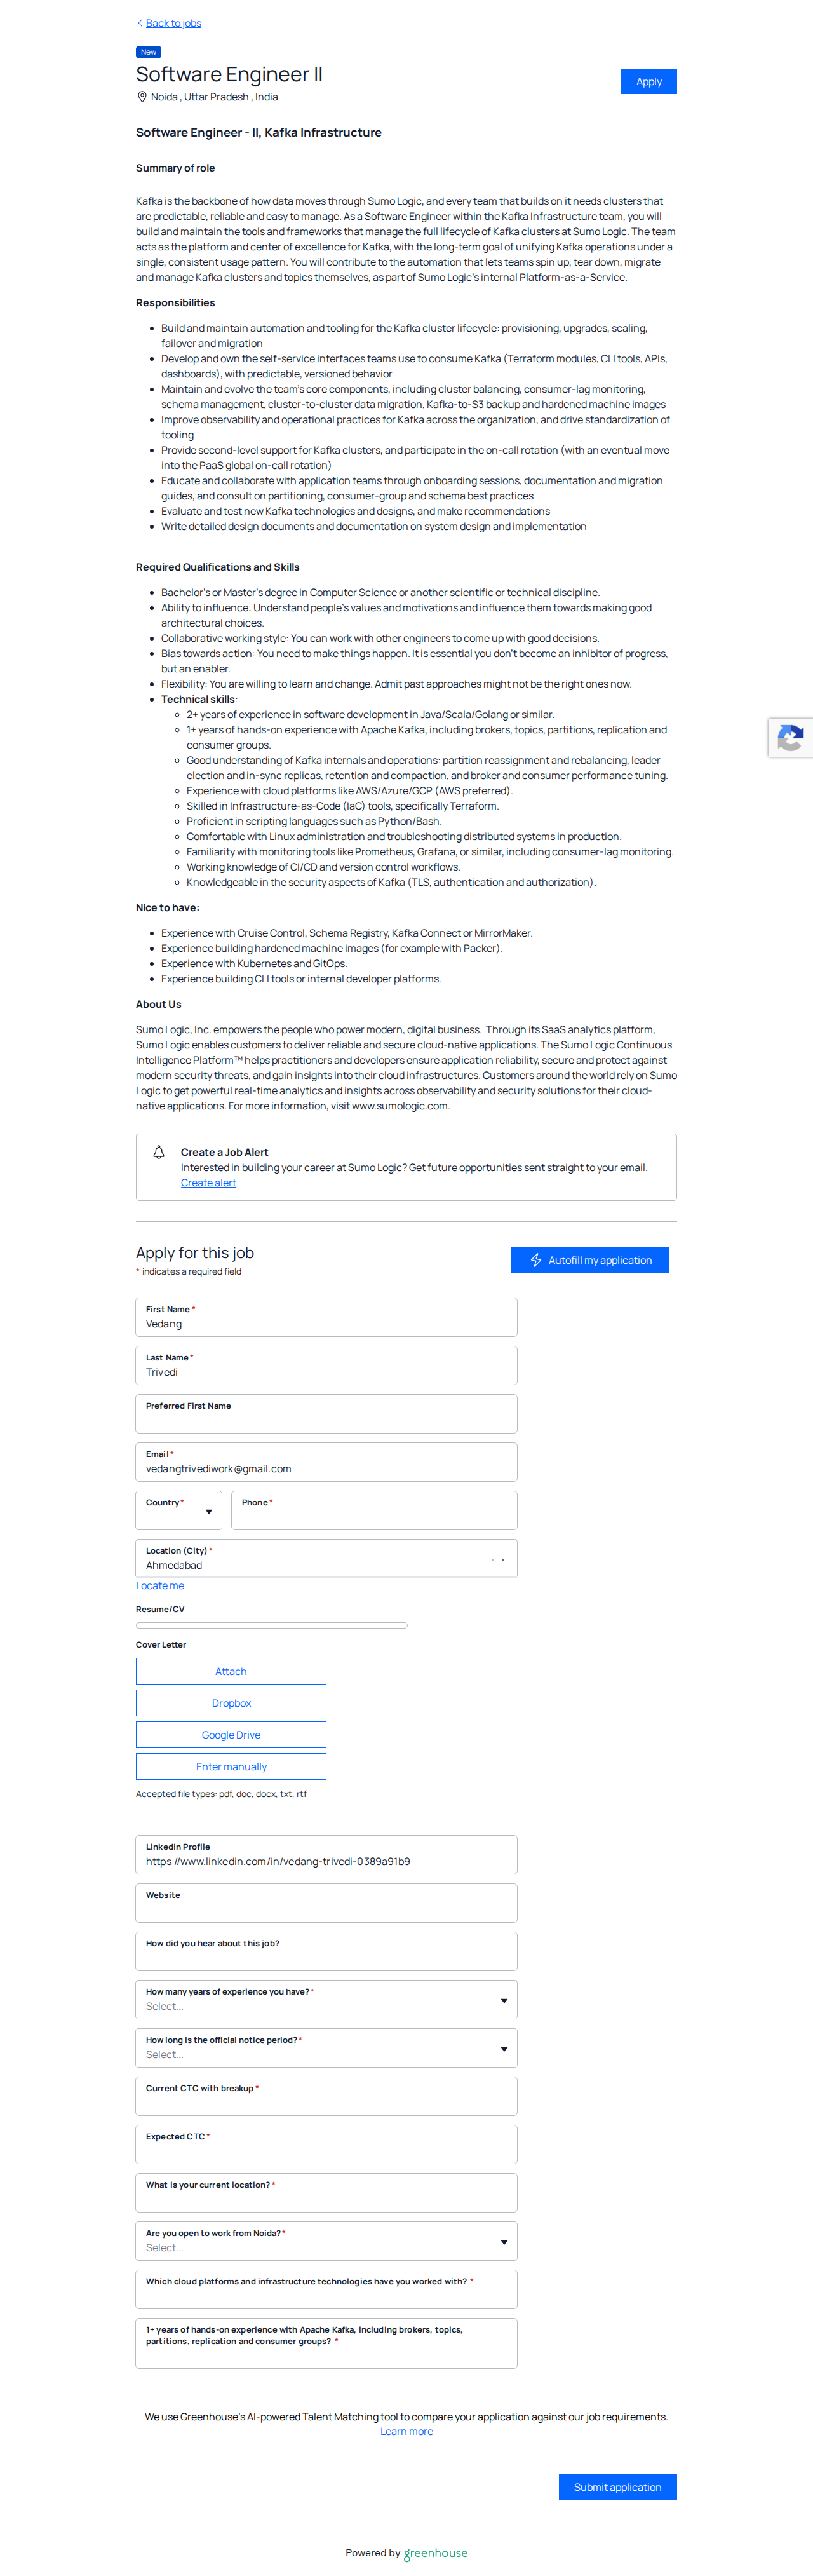 Back to jobs
New
Software Engineer II
Apply
Noida , Uttar Pradesh , India
Software Engineer - II, Kafka Infrastructure
Summary of role
Kafka is the backbone of how data moves through Sumo Logic, and every team that builds on it needs clusters that
are predictable, reliable and easy to manage. As a Software Engineer within the Kafka Infrastructure team, you will
build and maintain the tools and frameworks that manage the full lifecycle of Kafka clusters at Sumo Logic. The team
acts as the platform and center of excellence for Kafka, with the long-term goal of unifying Kafka operations under a
single, consistent usage pattern. You will contribute to the automation that lets teams spin up, tear down, migrate
and manage Kafka clusters and topics themselves, as part of Sumo Logic's internal Platform-as-a-Service.
Responsibilities
• Build and maintain automation and tooling for the Kafka cluster lifecycle: provisioning, upgrades, scaling,
failover and migration
• Develop and own the self-service interfaces teams use to consume Kafka (Terraform modules, CLI tools, APIs,
dashboards), with predictable, versioned behavior
• Maintain and evolve the team's core components, including cluster balancing, consumer-lag monitoring,
schema management, cluster-to-cluster data migration, Kafka-to-S3 backup and hardened machine images
• Improve observability and operational practices for Kafka across the organization, and drive standardization of
tooling
• Provide second-level support for Kafka clusters, and participate in the on-call rotation (with an eventual move
into the PaaS global on-call rotation)
• Educate and collaborate with application teams through onboarding sessions, documentation and migration
guides, and consult on partitioning, consumer-group and schema best practices
• Evaluate and test new Kafka technologies and designs, and make recommendations
• Write detailed design documents and documentation on system design and implementation
Required Qualifications and Skills
• Bachelor's or Master's degree in Computer Science or another scientific or technical discipline.
• Ability to influence: Understand people's values and motivations and influence them towards making good
architectural choices.
• Collaborative working style: You can work with other engineers to come up with good decisions.
• Bias towards action: You need to make things happen. It is essential you don't become an inhibitor of progress,
but an enabler.
• Flexibility: You are willing to learn and change. Admit past approaches might not be the right ones now.
• Technical skills:
◦ 2+ years of experience in software development in Java/Scala/Golang or similar.
◦ 1+ years of hands-on experience with Apache Kafka, including brokers, topics, partitions, replication and
consumer groups.
◦ Good understanding of Kafka internals and operations: partition reassignment and rebalancing, leader
election and in-sync replicas, retention and compaction, and broker and consumer performance tuning.
◦ Experience with cloud platforms like AWS/Azure/GCP (AWS preferred).
◦ Skilled in Infrastructure-as-Code (IaC) tools, specifically Terraform.
◦ Proficient in scripting languages such as Python/Bash.
◦ Comfortable with Linux administration and troubleshooting distributed systems in production.
◦ Familiarity with monitoring tools like Prometheus, Grafana, or similar, including consumer-lag monitoring.
◦ Working knowledge of CI/CD and version control workflows.
◦ Knowledgeable in the security aspects of Kafka (TLS, authentication and authorization).
Nice to have:
• Experience with Cruise Control, Schema Registry, Kafka Connect or MirrorMaker.
• Experience building hardened machine images (for example with Packer).
• Experience with Kubernetes and GitOps.
• Experience building CLI tools or internal developer platforms.
About Us
Sumo Logic, Inc. empowers the people who power modern, digital business.  Through its SaaS analytics platform,
Sumo Logic enables customers to deliver reliable and secure cloud-native applications. The Sumo Logic Continuous
Intelligence Platform™ helps practitioners and developers ensure application reliability, secure and protect against
modern security threats, and gain insights into their cloud infrastructures. Customers around the world rely on Sumo
Logic to get powerful real-time analytics and insights across observability and security solutions for their cloud-
native applications. For more information, visit www.sumologic.com.
Create a Job Alert
Interested in building your career at Sumo Logic? Get future opportunities sent straight to your email.
Create alert
Apply for this job
* indicates a required field
Autofill my application
First Name *
Vedang
Last Name *
Trivedi
Preferred First Name
Email *
vedangtrivediwork@gmail.com
Country *
Phone *
Location (City) *
Ahmedabad
Locate me
Resume/CV
Cover Letter
Attach
Dropbox
Google Drive
Enter manually
Accepted file types: pdf, doc, docx, txt, rtf
LinkedIn Profile
https://www.linkedin.com/in/vedang-trivedi-0389a91b9
Website
How did you hear about this job?
How many years of experience you have? *
Select...
How long is the official notice period? *
Select...
Current CTC with breakup *
Expected CTC *
What is your current location? *
Are you open to work from Noida? *
Select...
Which cloud platforms and infrastructure technologies have you worked with? *
1+ years of hands-on experience with Apache Kafka, including brokers, topics,
partitions, replication and consumer groups? *
We use Greenhouse's AI-powered Talent Matching tool to compare your application against our job requirements.
Learn more
Submit application
Powered by greenhouse